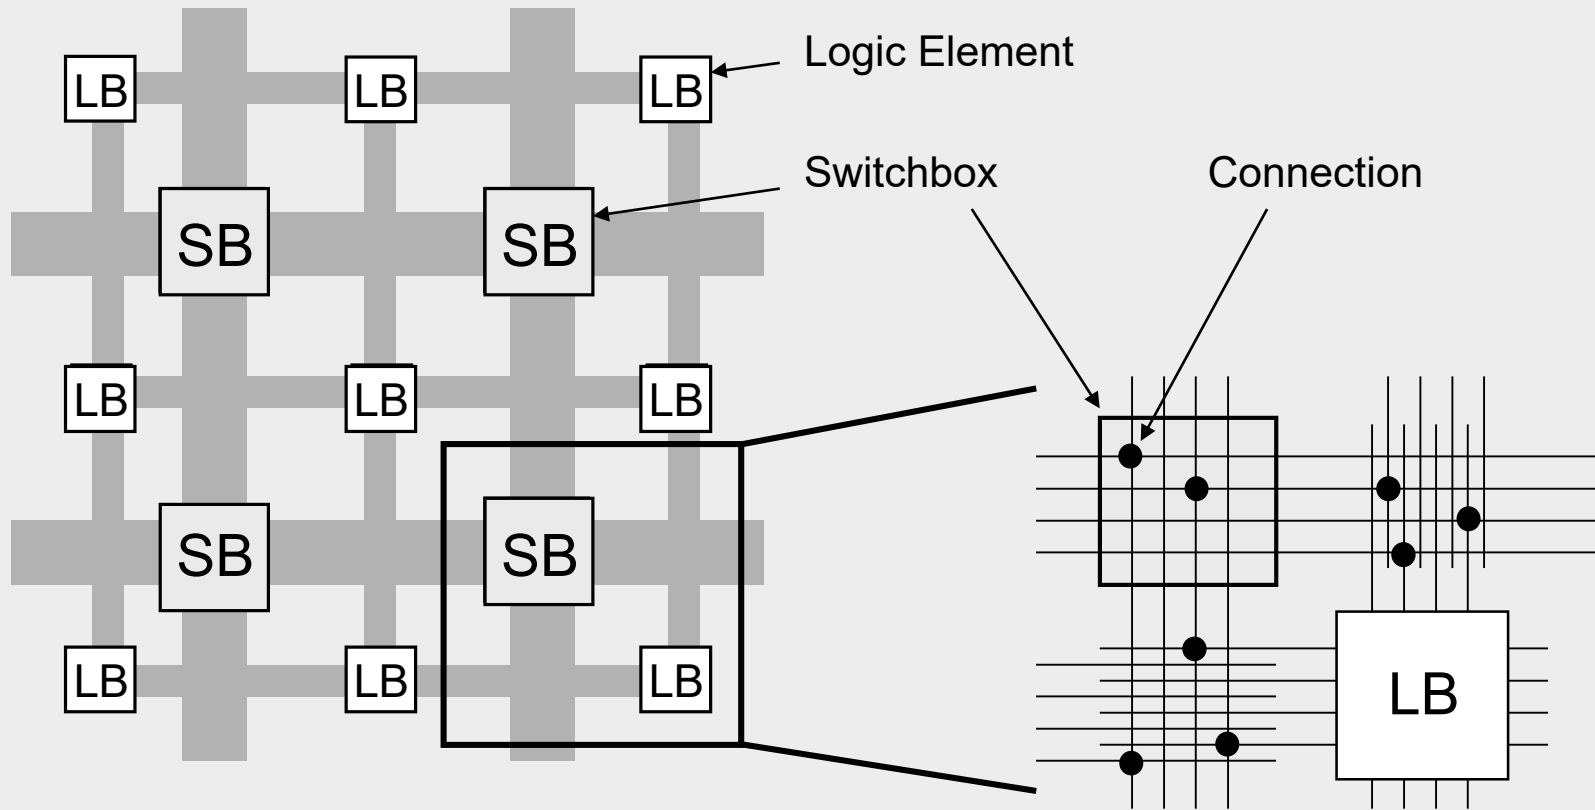 LB LB LB Logic Element
Switchbox Connection
SB SB
LB LB LB
SB SB
LB LB LB LB